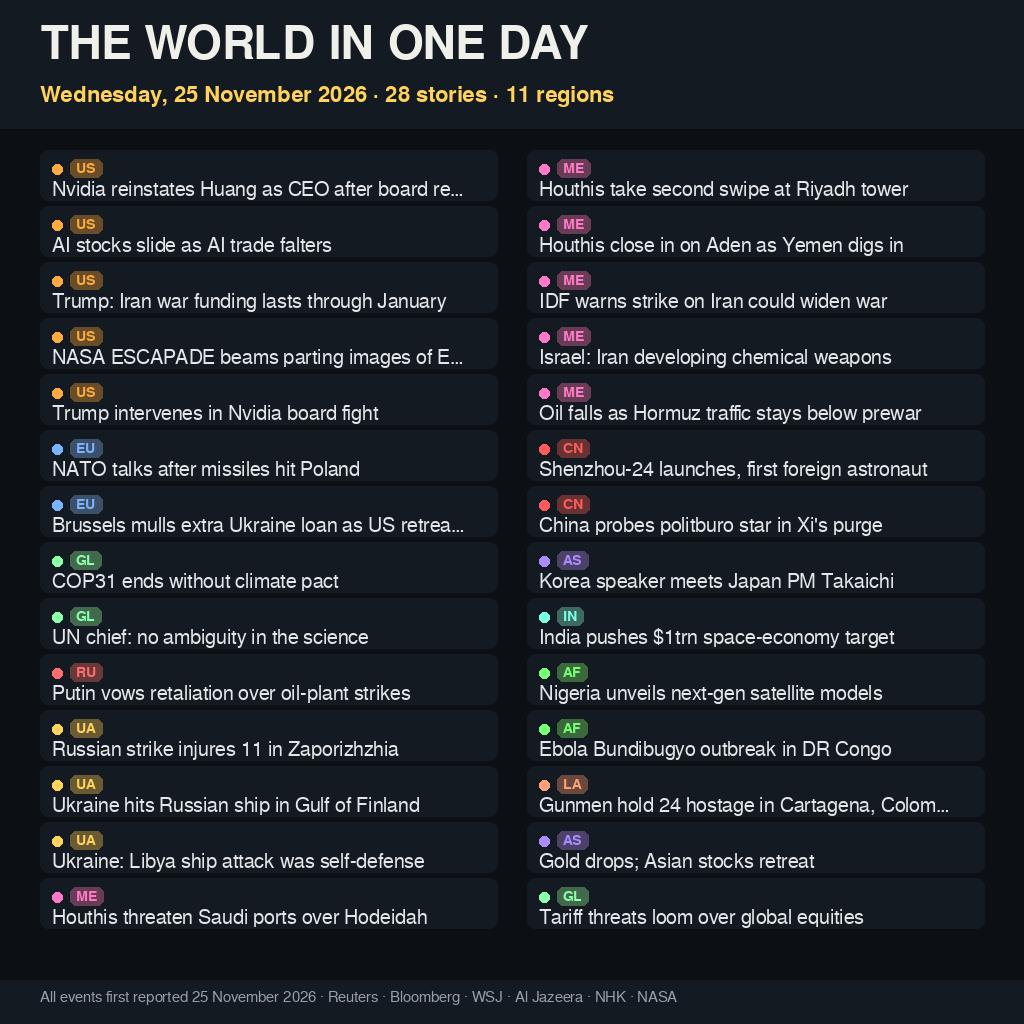 THE WORLD IN ONE DAY
Wednesday, 25 November 2026 · 28 stories · 11 regions
US
Nvidia reinstates Huang as CEO after board re...
US
AI stocks slide as AI trade falters
US
Trump: Iran war funding lasts through January
US
NASA ESCAPADE beams parting images of E...
US
Trump intervenes in Nvidia board fight
EU
NATO talks after missiles hit Poland
EU
Brussels mulls extra Ukraine loan as US retrea...
GL
COP31 ends without climate pact
GL
UN chief: no ambiguity in the science
RU
Putin vows retaliation over oil-plant strikes
UA
Russian strike injures 11 in Zaporizhzhia
UA
Ukraine hits Russian ship in Gulf of Finland
UA
Ukraine: Libya ship attack was self-defense
ME
Houthis threaten Saudi ports over Hodeidah
ME
Houthis take second swipe at Riyadh tower
ME
Houthis close in on Aden as Yemen digs in
ME
IDF warns strike on Iran could widen war
ME
Israel: Iran developing chemical weapons
ME
Oil falls as Hormuz traffic stays below prewar
CN
Shenzhou-24 launches, first foreign astronaut
CN
China probes politburo star in Xi's purge
AS
Korea speaker meets Japan PM Takaichi
IN
India pushes $1trn space-economy target
AF
Nigeria unveils next-gen satellite models
AF
Ebola Bundibugyo outbreak in DR Congo
LA
Gunmen hold 24 hostage in Cartagena, Colom...
AS
Gold drops; Asian stocks retreat
GL
Tariff threats loom over global equities
All events first reported 25 November 2026 · Reuters · Bloomberg · WSJ · Al Jazeera · NHK · NASA